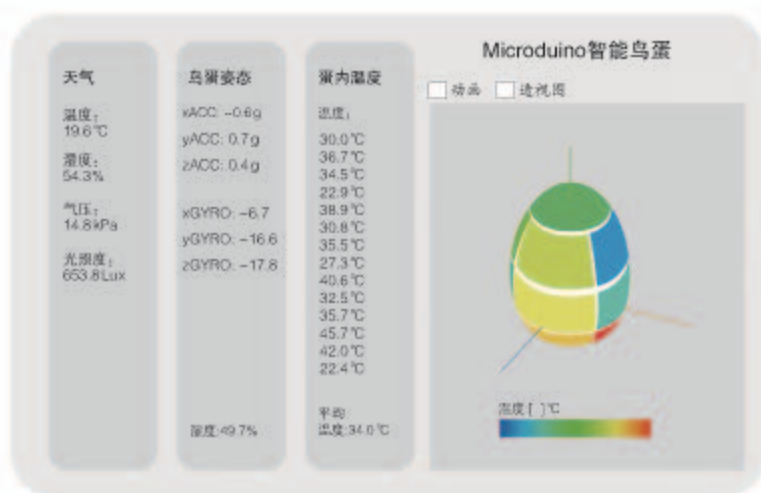 Microduino智能鸟蛋
动画 透视图
天气
温度:
19.6℃
湿度:
54.3%
气压:
14.8kPa
光照度:
653.8Lux
鸟蛋姿态
xACC: -0.6g
yACC: 0.7g
zACC: 0.4g
xGYRO: -6.7
yGYRO: -16.6
zGYRO: -17.8
湿度:49.7%
蛋内温度
温度:
30.0℃
36.7℃
34.5℃
22.9℃
38.9℃
30.8℃
35.5℃
27.3℃
40.6℃
32.5℃
35.7℃
45.7℃
42.0℃
22.4℃
平均
温度:34.0℃
温度[ ]℃